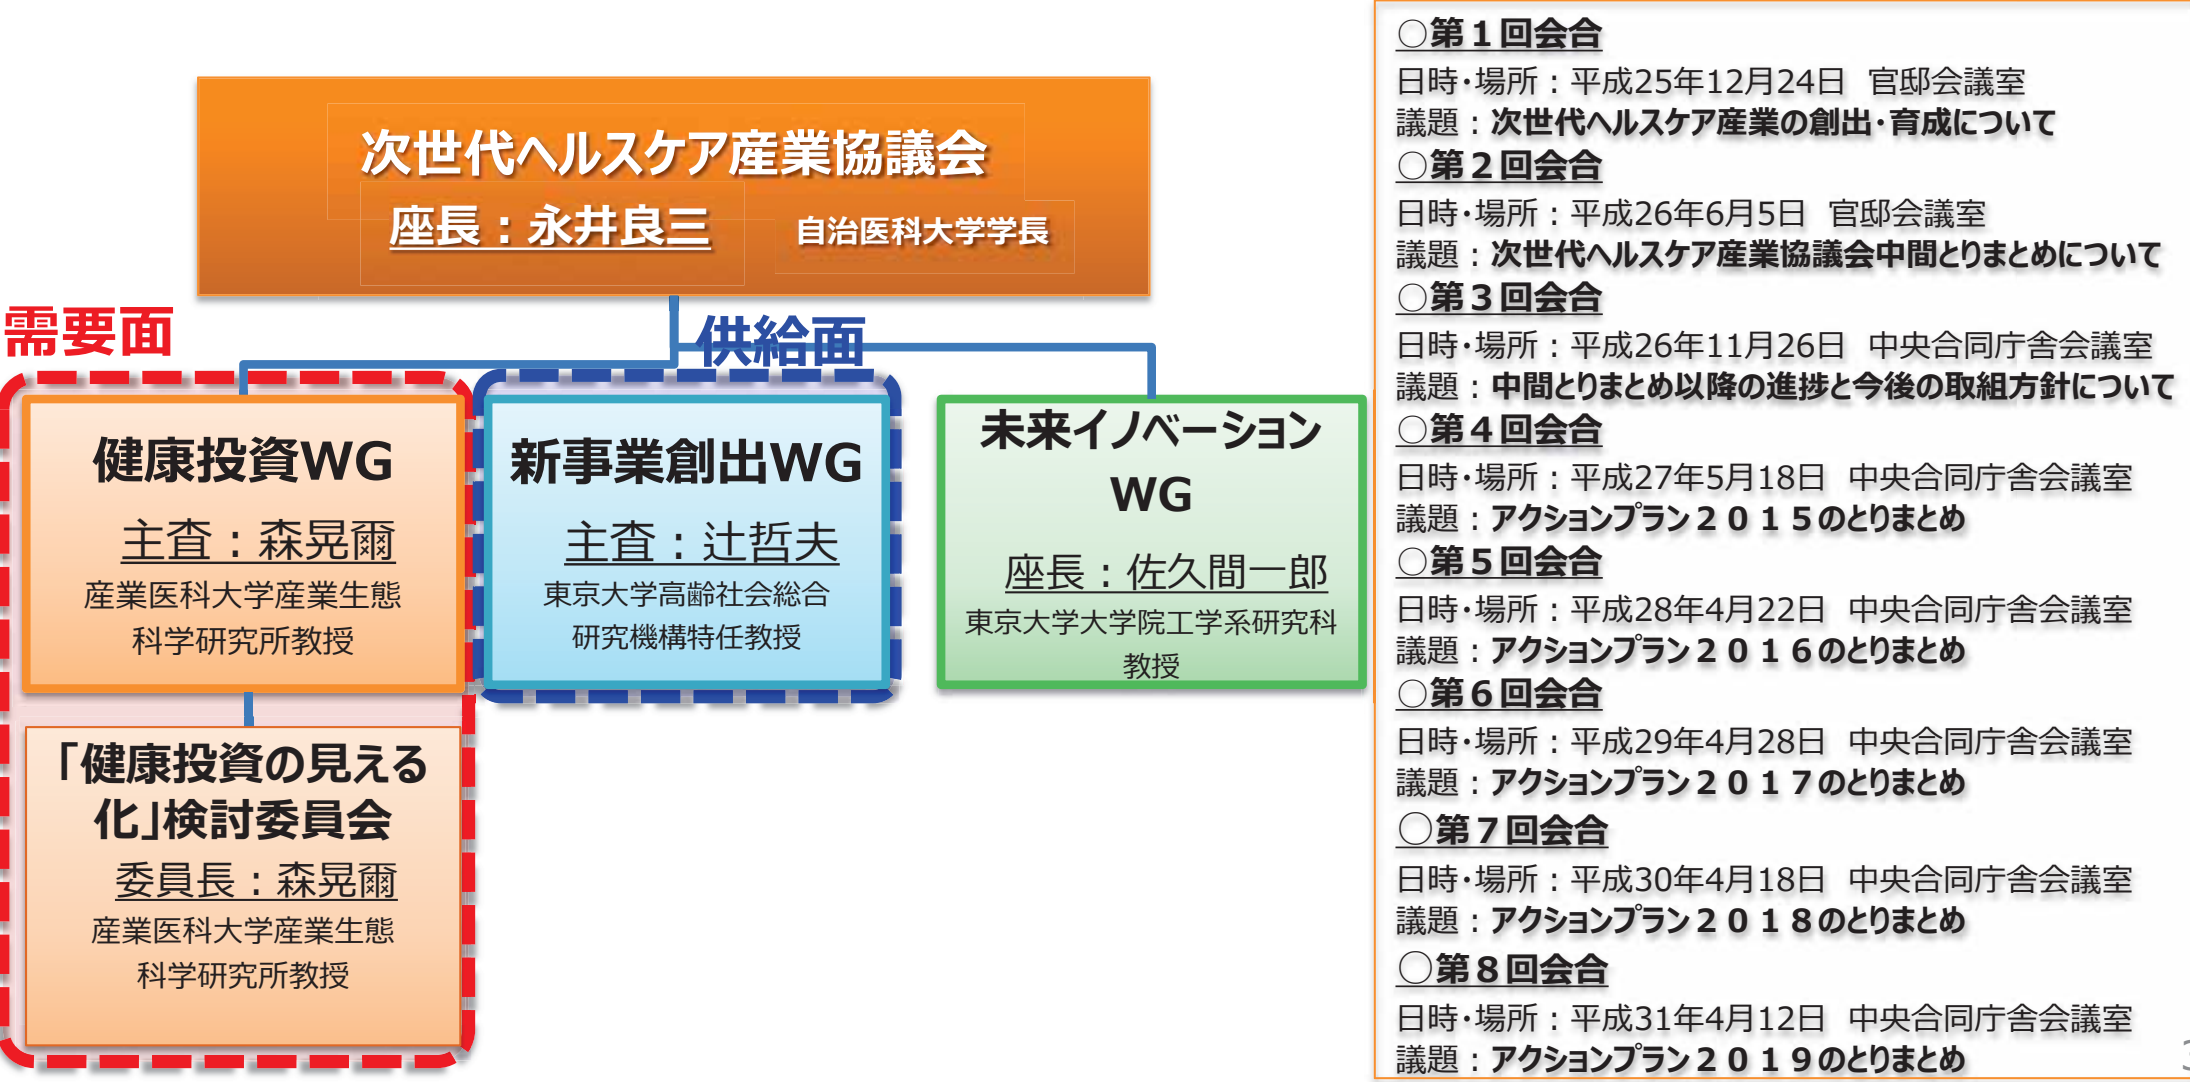 次世代ヘルスケア産業協議会
座長：永井良三　自治医科大学学長
需要面
供給面
健康投資WG
主査：森晃爾
産業医科大学産業生態
科学研究所教授
「健康投資の見える
化」検討委員会
委員長：森晃爾
産業医科大学産業生態
科学研究所教授
新事業創出WG
主査：辻哲夫
東京大学高齢社会総合
研究機構特任教授
未来イノベーション
WG
座長：佐久間一郎
東京大学大学院工学系研究科
教授
○第１回会合
日時・場所：平成25年12月24日　官邸会議室
議題：次世代ヘルスケア産業の創出・育成について
○第２回会合
日時・場所：平成26年6月5日　官邸会議室
議題：次世代ヘルスケア産業協議会中間とりまとめについて
○第３回会合
日時・場所：平成26年11月26日　中央合同庁舎会議室
議題：中間とりまとめ以降の進捗と今後の取組方針について
○第４回会合
日時・場所：平成27年5月18日　中央合同庁舎会議室
議題：アクションプラン２０１５のとりまとめ
○第５回会合
日時・場所：平成28年4月22日　中央合同庁舎会議室
議題：アクションプラン２０１６のとりまとめ
○第６回会合
日時・場所：平成29年4月28日　中央合同庁舎会議室
議題：アクションプラン２０１７のとりまとめ
○第７回会合
日時・場所：平成30年4月18日　中央合同庁舎会議室
議題：アクションプラン２０１８のとりまとめ
○第８回会合
日時・場所：平成31年4月12日　中央合同庁舎会議室
議題：アクションプラン２０１９のとりまとめ